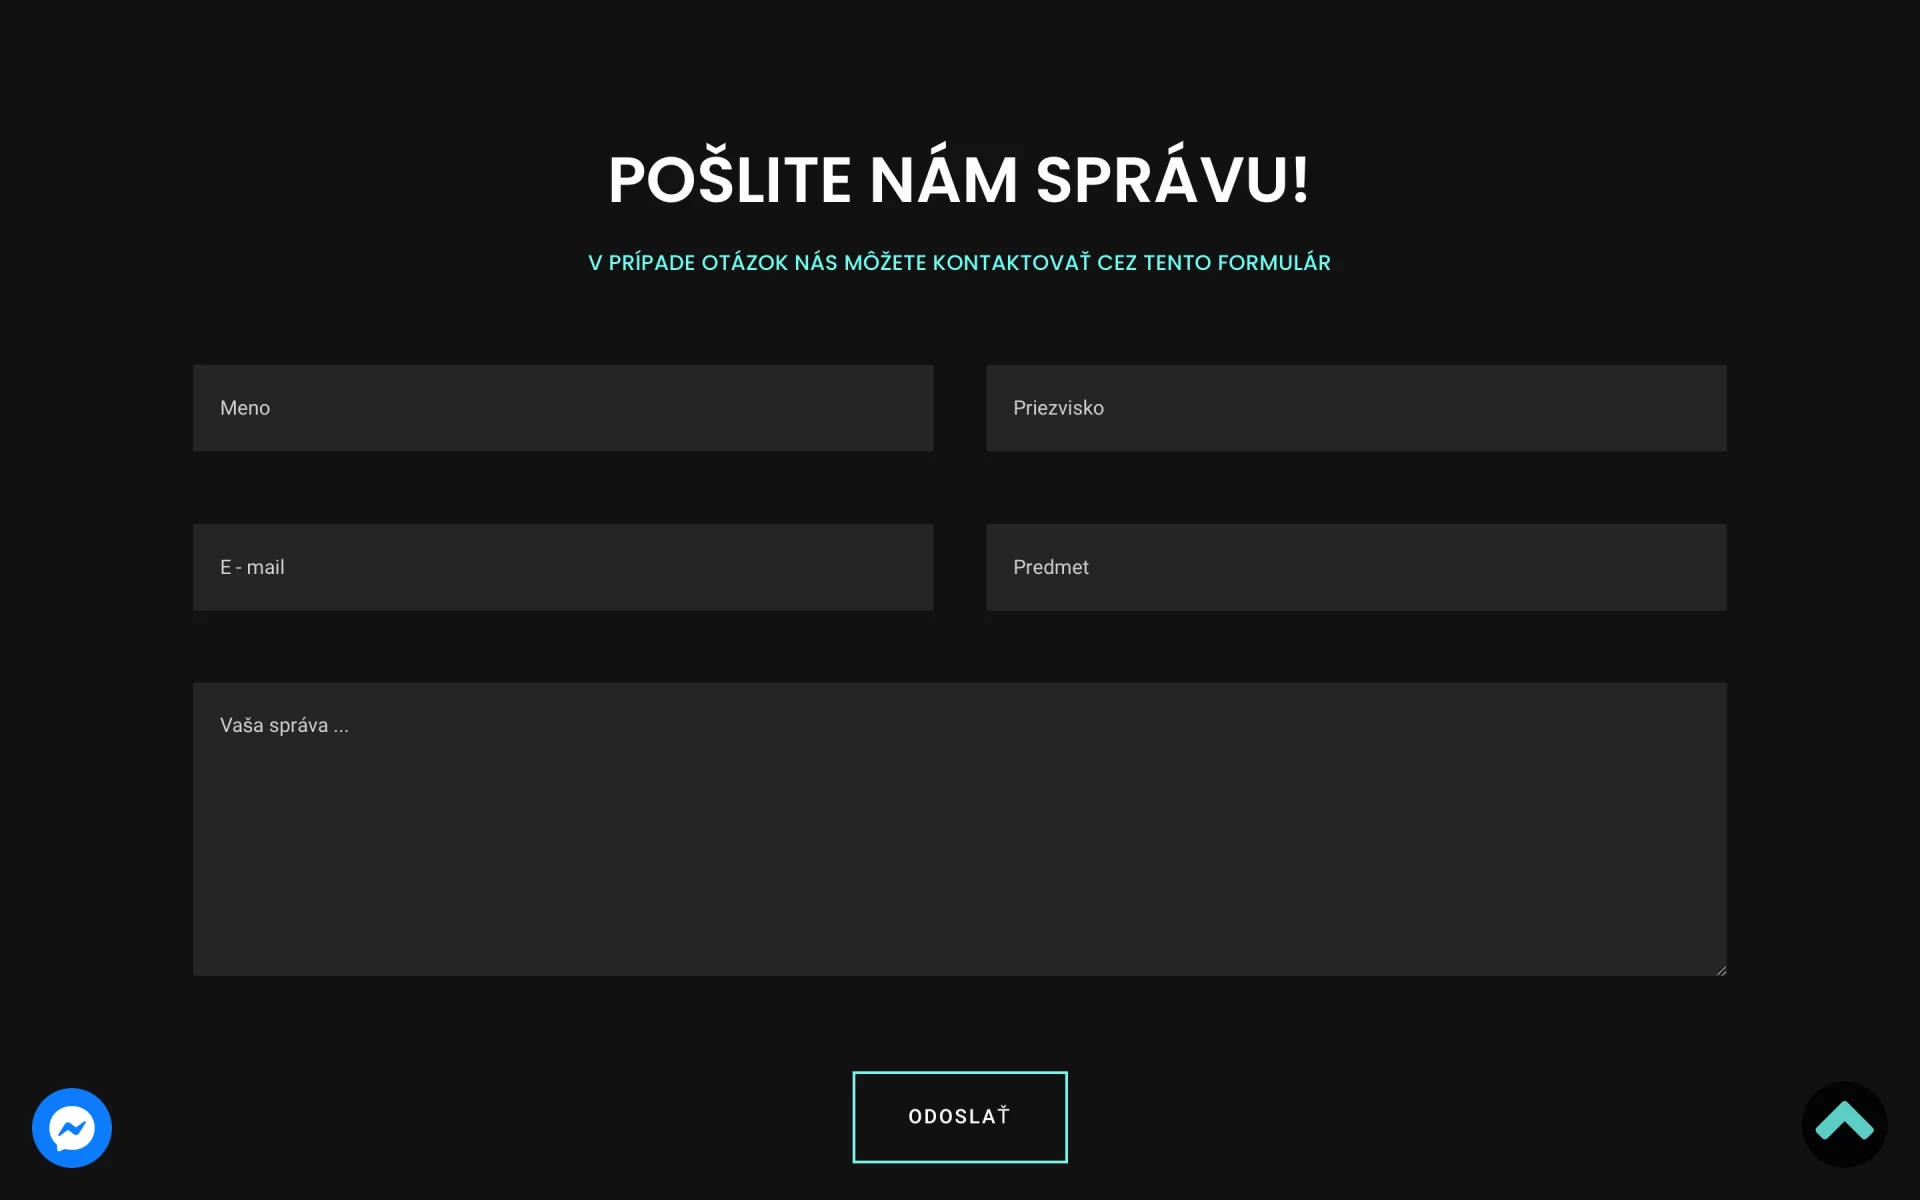 POŠLITE NÁM SPRÁVU!
V PRÍPADE OTÁZOK NÁS MÔŽETE KONTAKTOVAŤ CEZ TENTO FORMULÁR
Meno
Priezvisko
E - mail
Predmet
Vaša správa ...
ODOSLAŤ